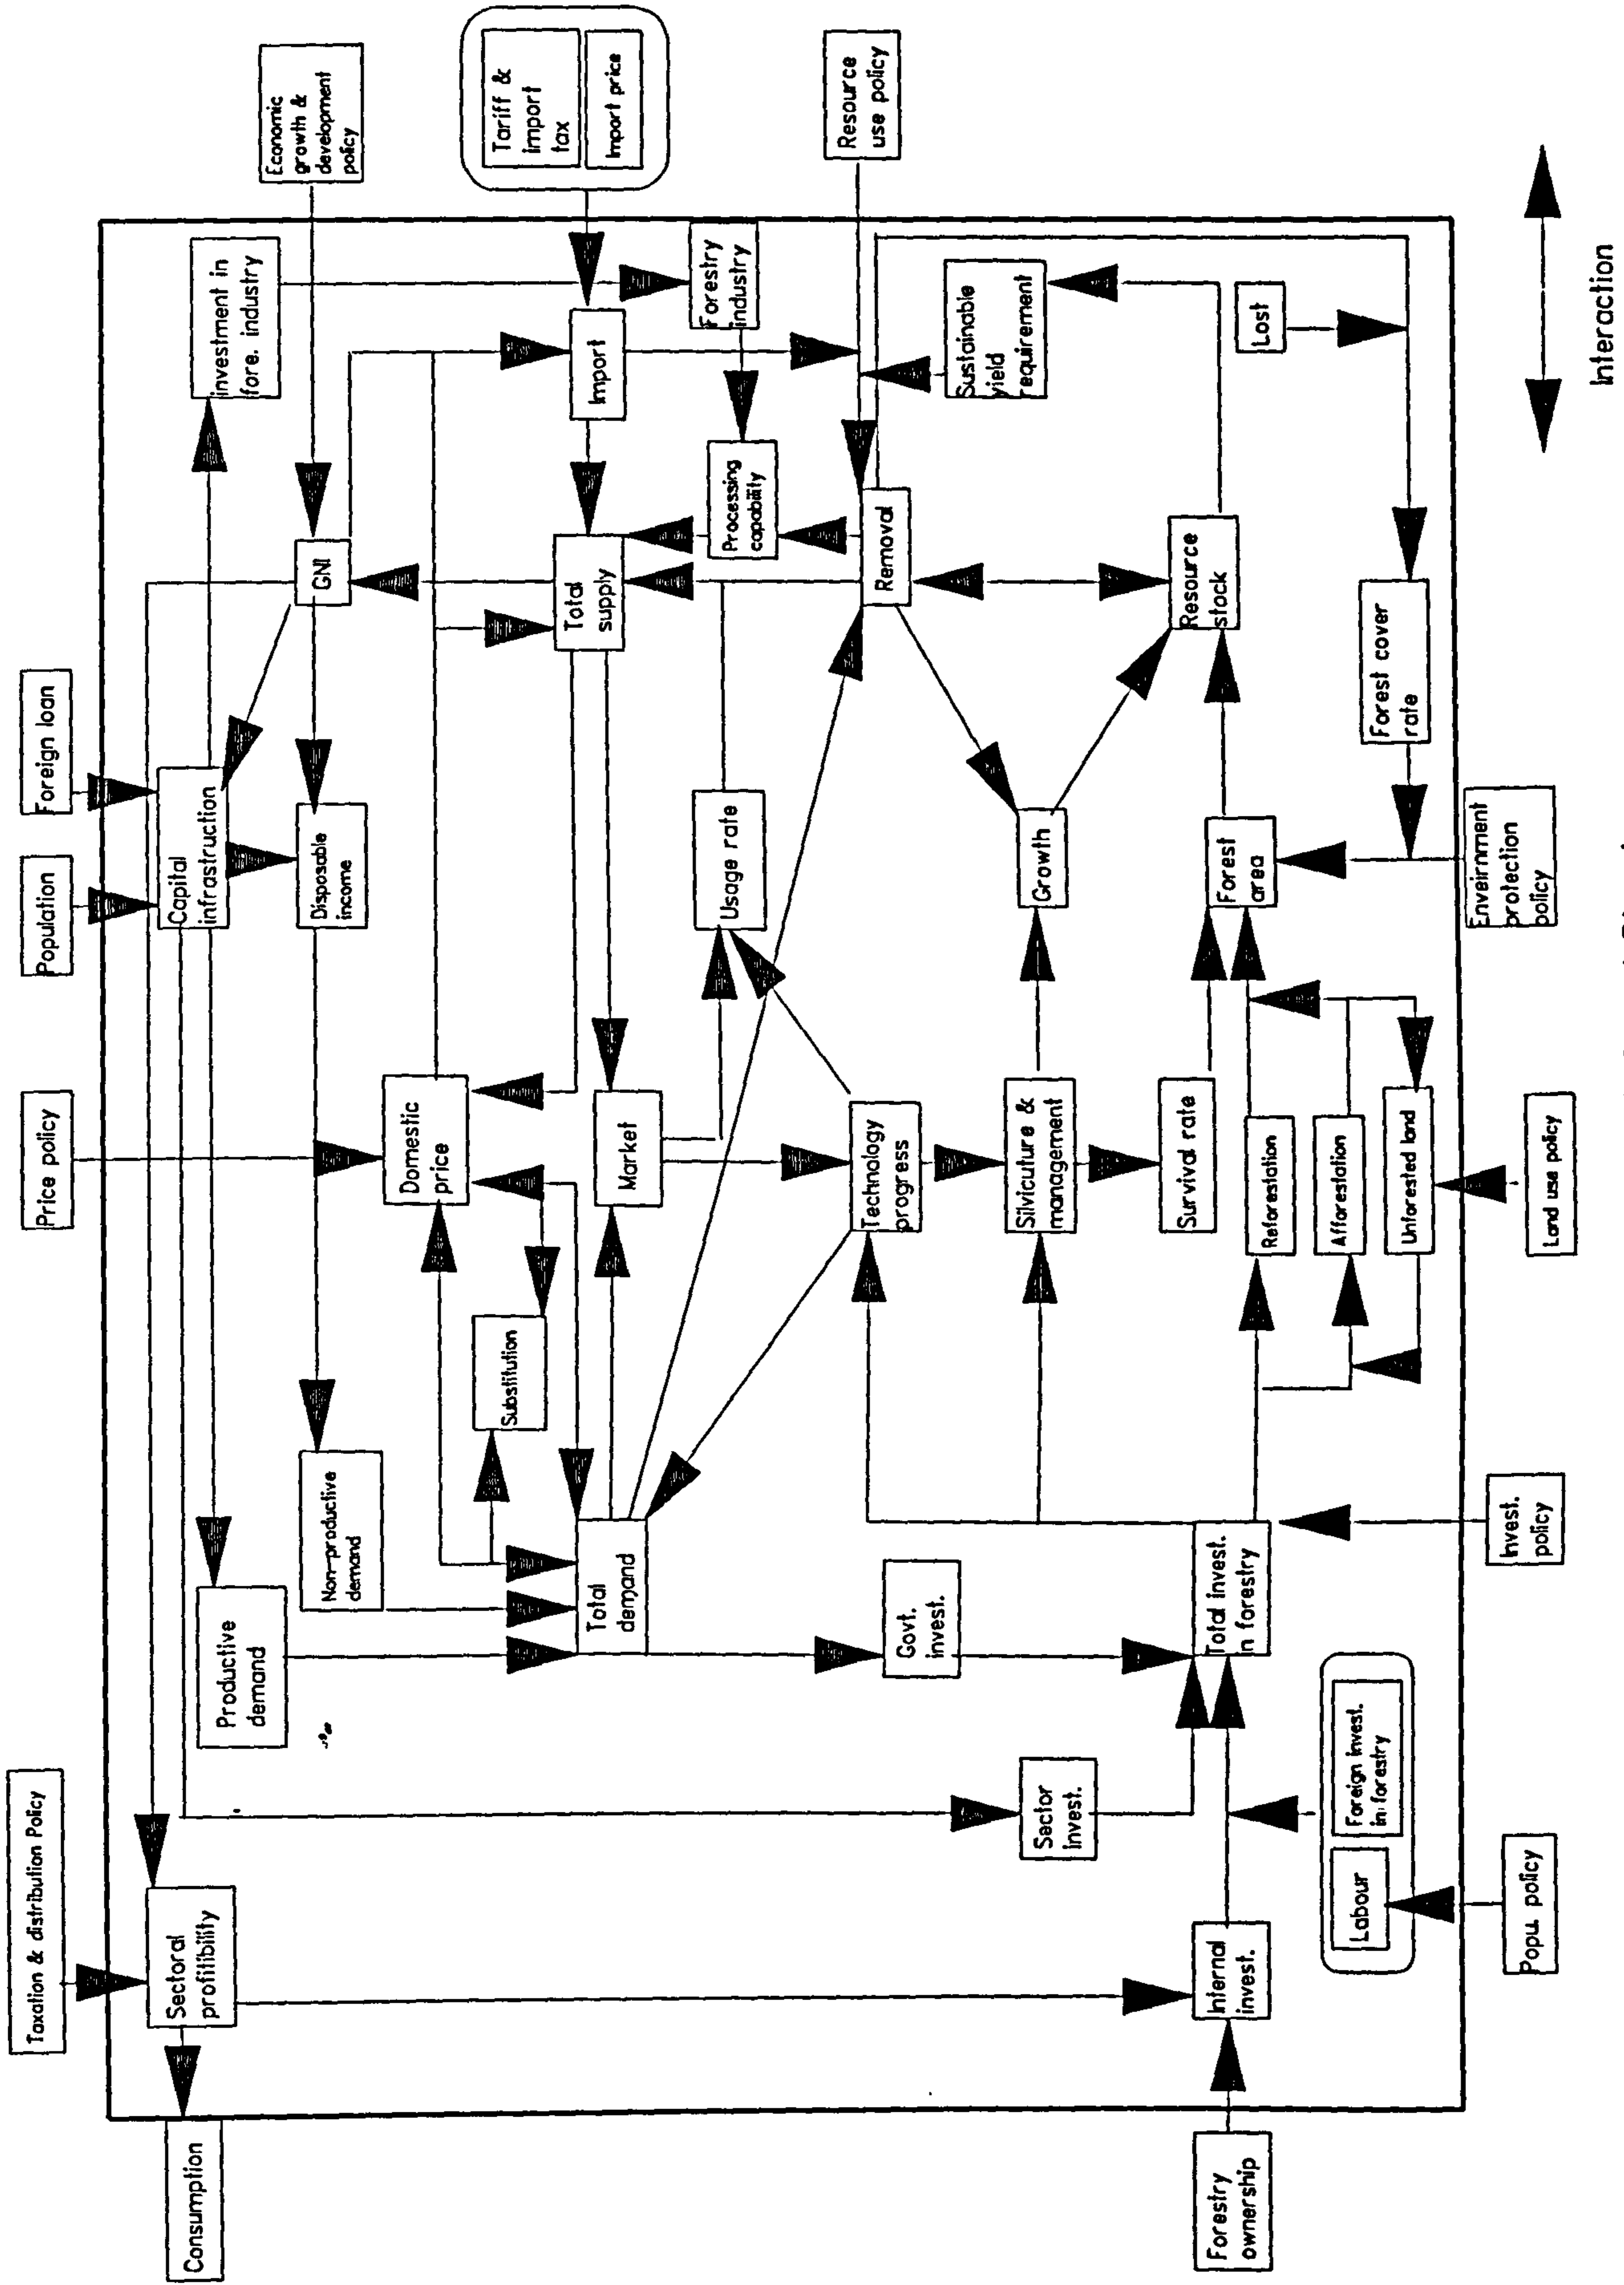 Taxation & distribution Policy
Price policy
Population
Foreign loan
Consumption
Sectoral
profitibility
Capital
infrastruction
investment in
fore. industry
Economic
growth &
development
policy
Productive
demand
Non-productive
demand
Disposable
income
GNI
Domestic
price
Substitution
Tariff &
import
tax
Import price
Total
demand
Market
Total
supply
Import
Usage rate
Processing
capability
Forestry
industry
Govt.
invest.
Technology
progress
Removal
Resource
use policy
Sector
invest.
Silvicuture &
management
Growth
Sustainable
yield
requirement
Forestry
ownership
Internal
invest.
Total invest.
in forestry
Survival rate
Reforestation
Forest
area
Resource
stock
Lost
Labour
Foreign invest.
in forestry
Afforestation
Unforested land
Forest cover
rate
Popu. policy
Invest.
policy
Land use policy
Enveirnment
protection
policy
Interaction